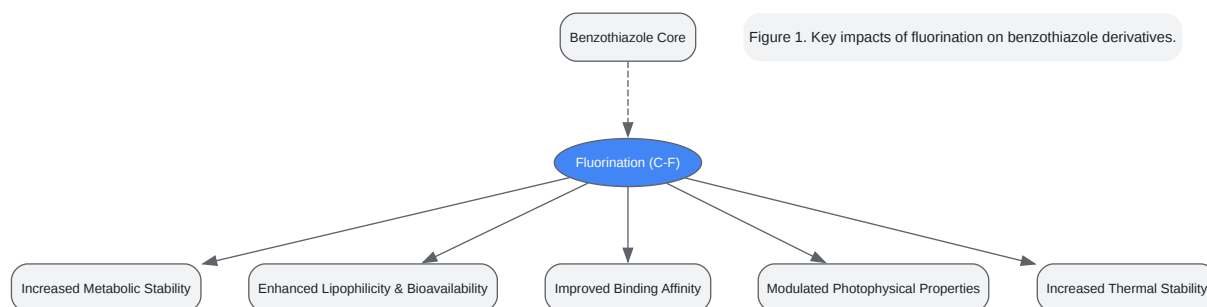 Benzothiazole Core
Figure 1. Key impacts of fluorination on benzothiazole derivatives.
Fluorination (C-F)
Increased Metabolic Stability
Enhanced Lipophilicity & Bioavailability
Improved Binding Affinity
Modulated Photophysical Properties
Increased Thermal Stability